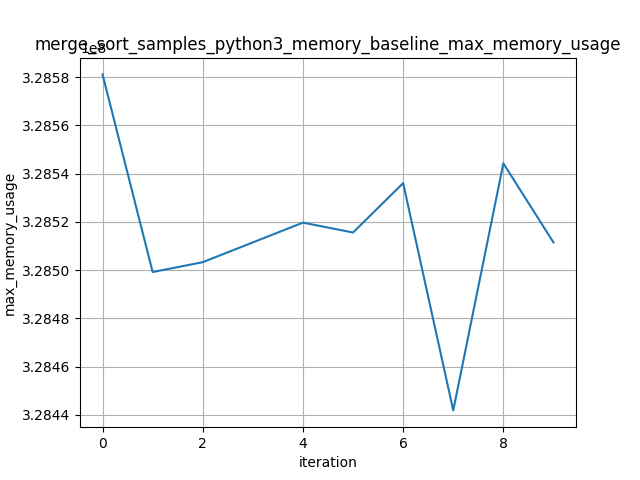 merge_sort_samples_python3_memory_baseline_max_memory_usage
1e8
3.2858
3.2856
3.2854
3.2852
3.2850
3.2848
3.2846
3.2844
max_memory_usage
0 2 4 6 8
iteration